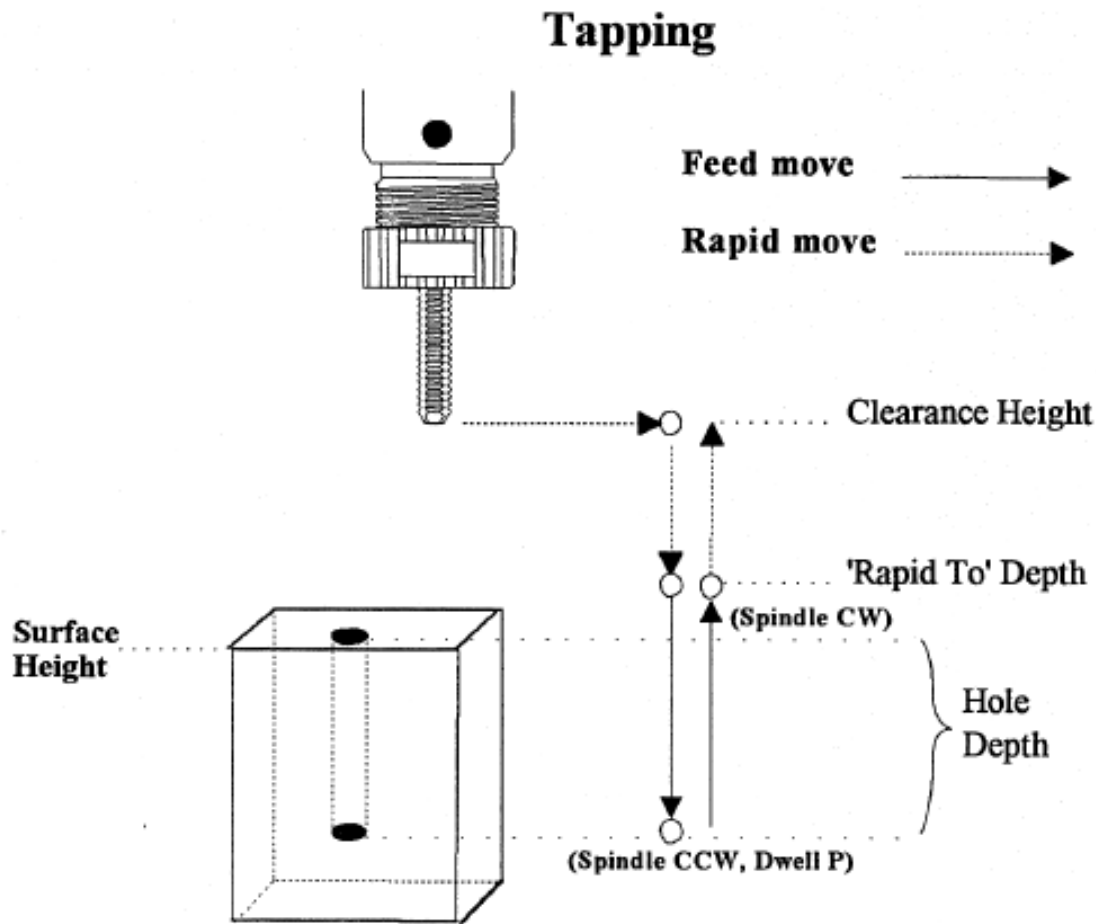 Tapping
Feed move
Rapid move
Clearance Height
'Rapid To' Depth
(Spindle CW)
Surface
Height
Hole
Depth
(Spindle CCW, Dwell P)